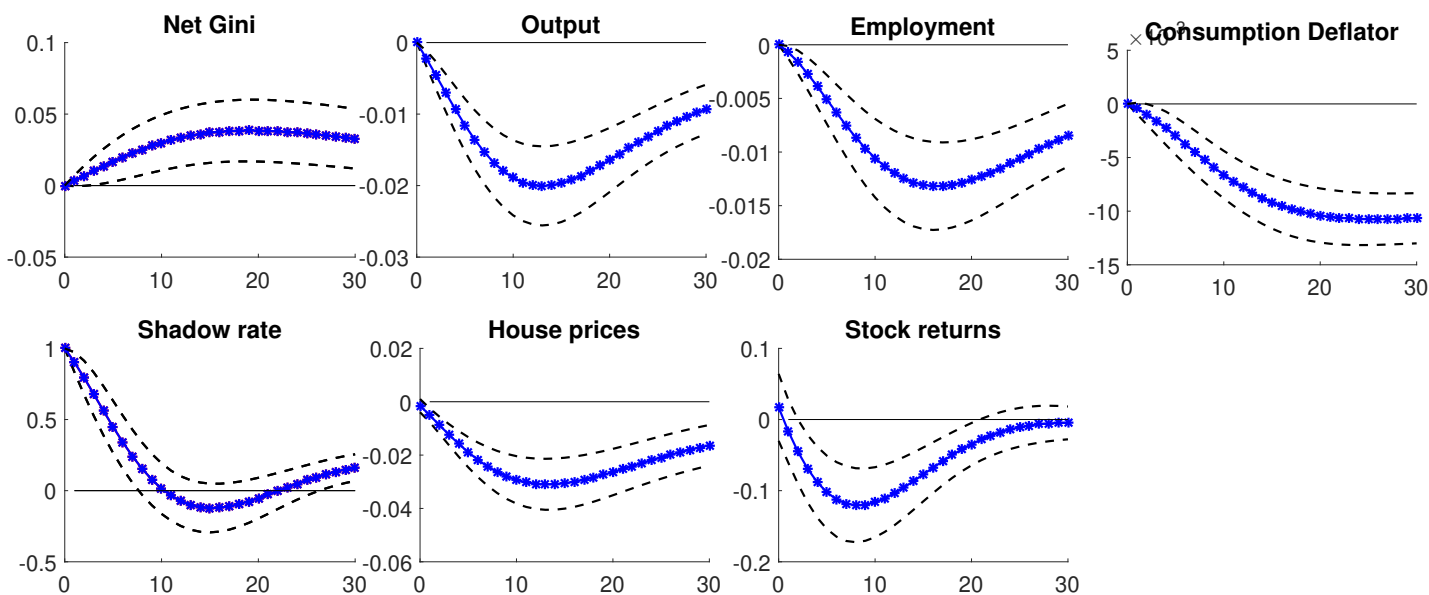 Net Gini
0.1
0.05
0
-0.05
0 10 20 30
Output
0
-0.01
-0.02
-0.03
0 10 20 30
Employment
0
-0.005
-0.01
-0.015
-0.02
0 10 20 30
Consumption Deflator
× 10⁻³
5
0
-5
-10
-15
0 10 20 30
Shadow rate
1
0.5
0
-0.5
0 10 20 30
House prices
0.02
0
-0.02
-0.04
-0.06
0 10 20 30
Stock returns
0.1
0
-0.1
-0.2
0 10 20 30